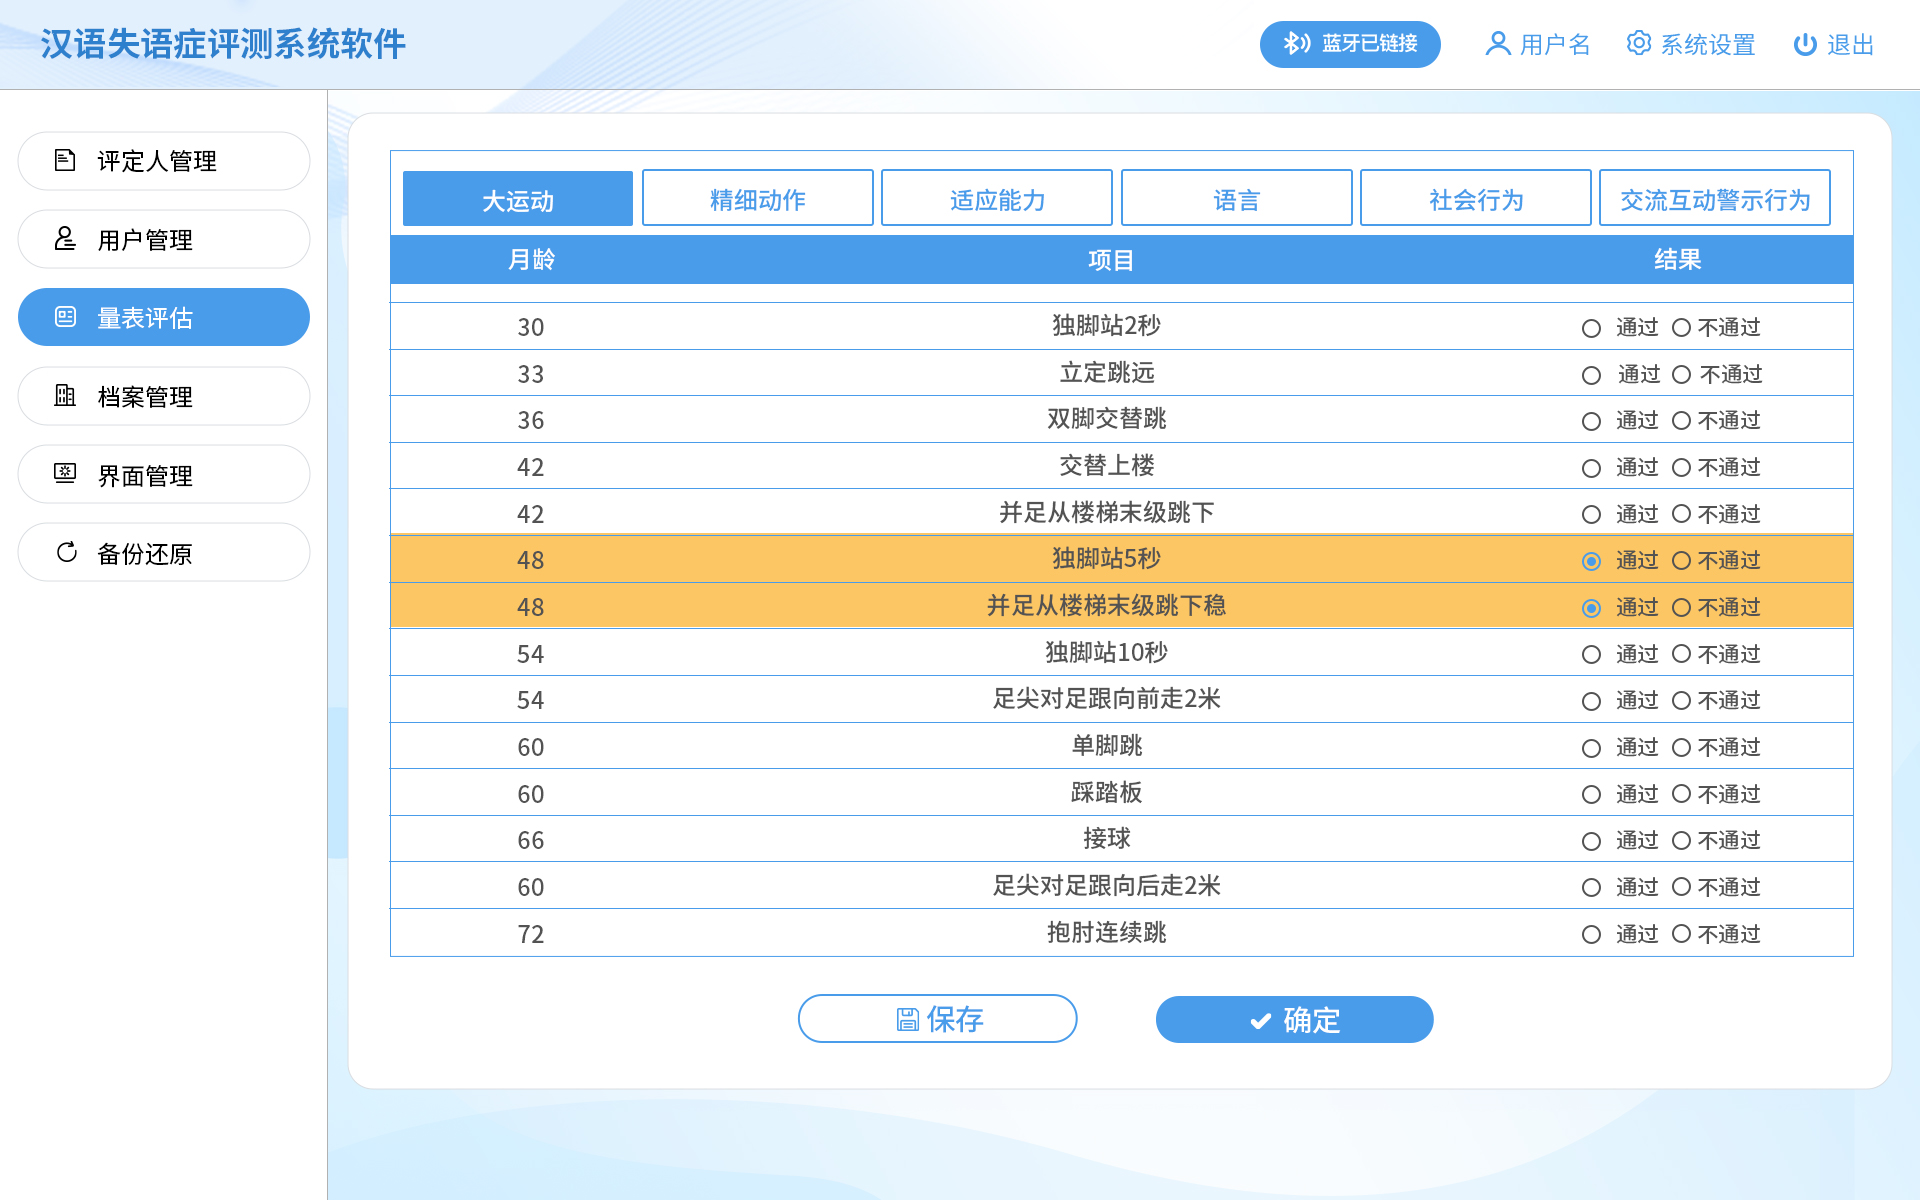 汉语失语症评测系统软件
蓝牙已链接 用户名 系统设置 退出
评定人管理
用户管理
量表评估
档案管理
界面管理
备份还原
大运动 精细动作 适应能力 语言 社会行为 交流互动警示行为
月龄 项目 结果
30 独脚站2秒 通过 不通过
33 立定跳远 通过 不通过
36 双脚交替跳 通过 不通过
42 交替上楼 通过 不通过
42 并足从楼梯末级跳下 通过 不通过
48 独脚站5秒 通过 不通过
48 并足从楼梯末级跳下稳 通过 不通过
54 独脚站10秒 通过 不通过
54 足尖对足跟向前走2米 通过 不通过
60 单脚跳 通过 不通过
60 踩踏板 通过 不通过
66 接球 通过 不通过
60 足尖对足跟向后走2米 通过 不通过
72 抱肘连续跳 通过 不通过
保存 确定